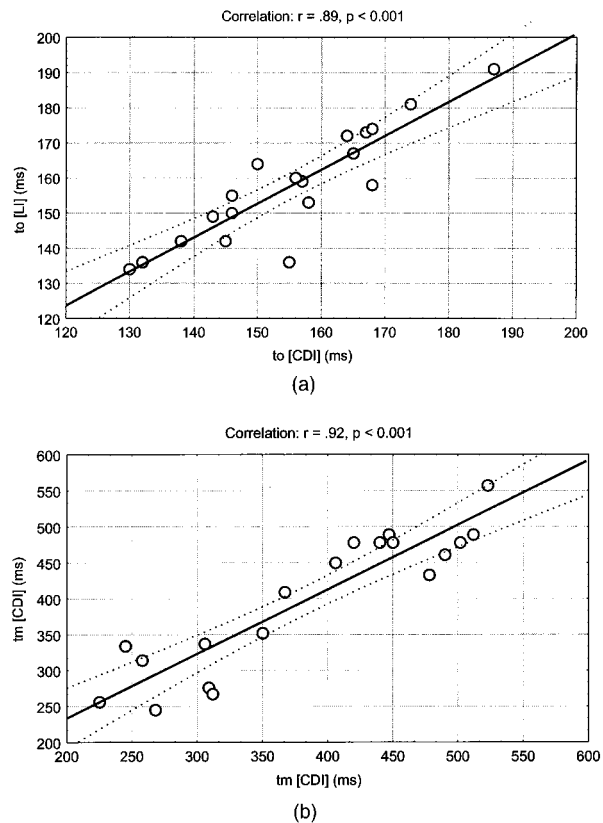 Correlation: r = .89, p < 0.001
200
190
180
170
160
150
140
130
120
to [LI] (ms)
120 130 140 150 160 170 180 190 200
to [CDI] (ms)
(a)
Correlation: r = .92, p < 0.001
600
550
500
450
400
350
300
250
200
tm [CDI] (ms)
200 250 300 350 400 450 500 550 600
tm [CDI] (ms)
(b)